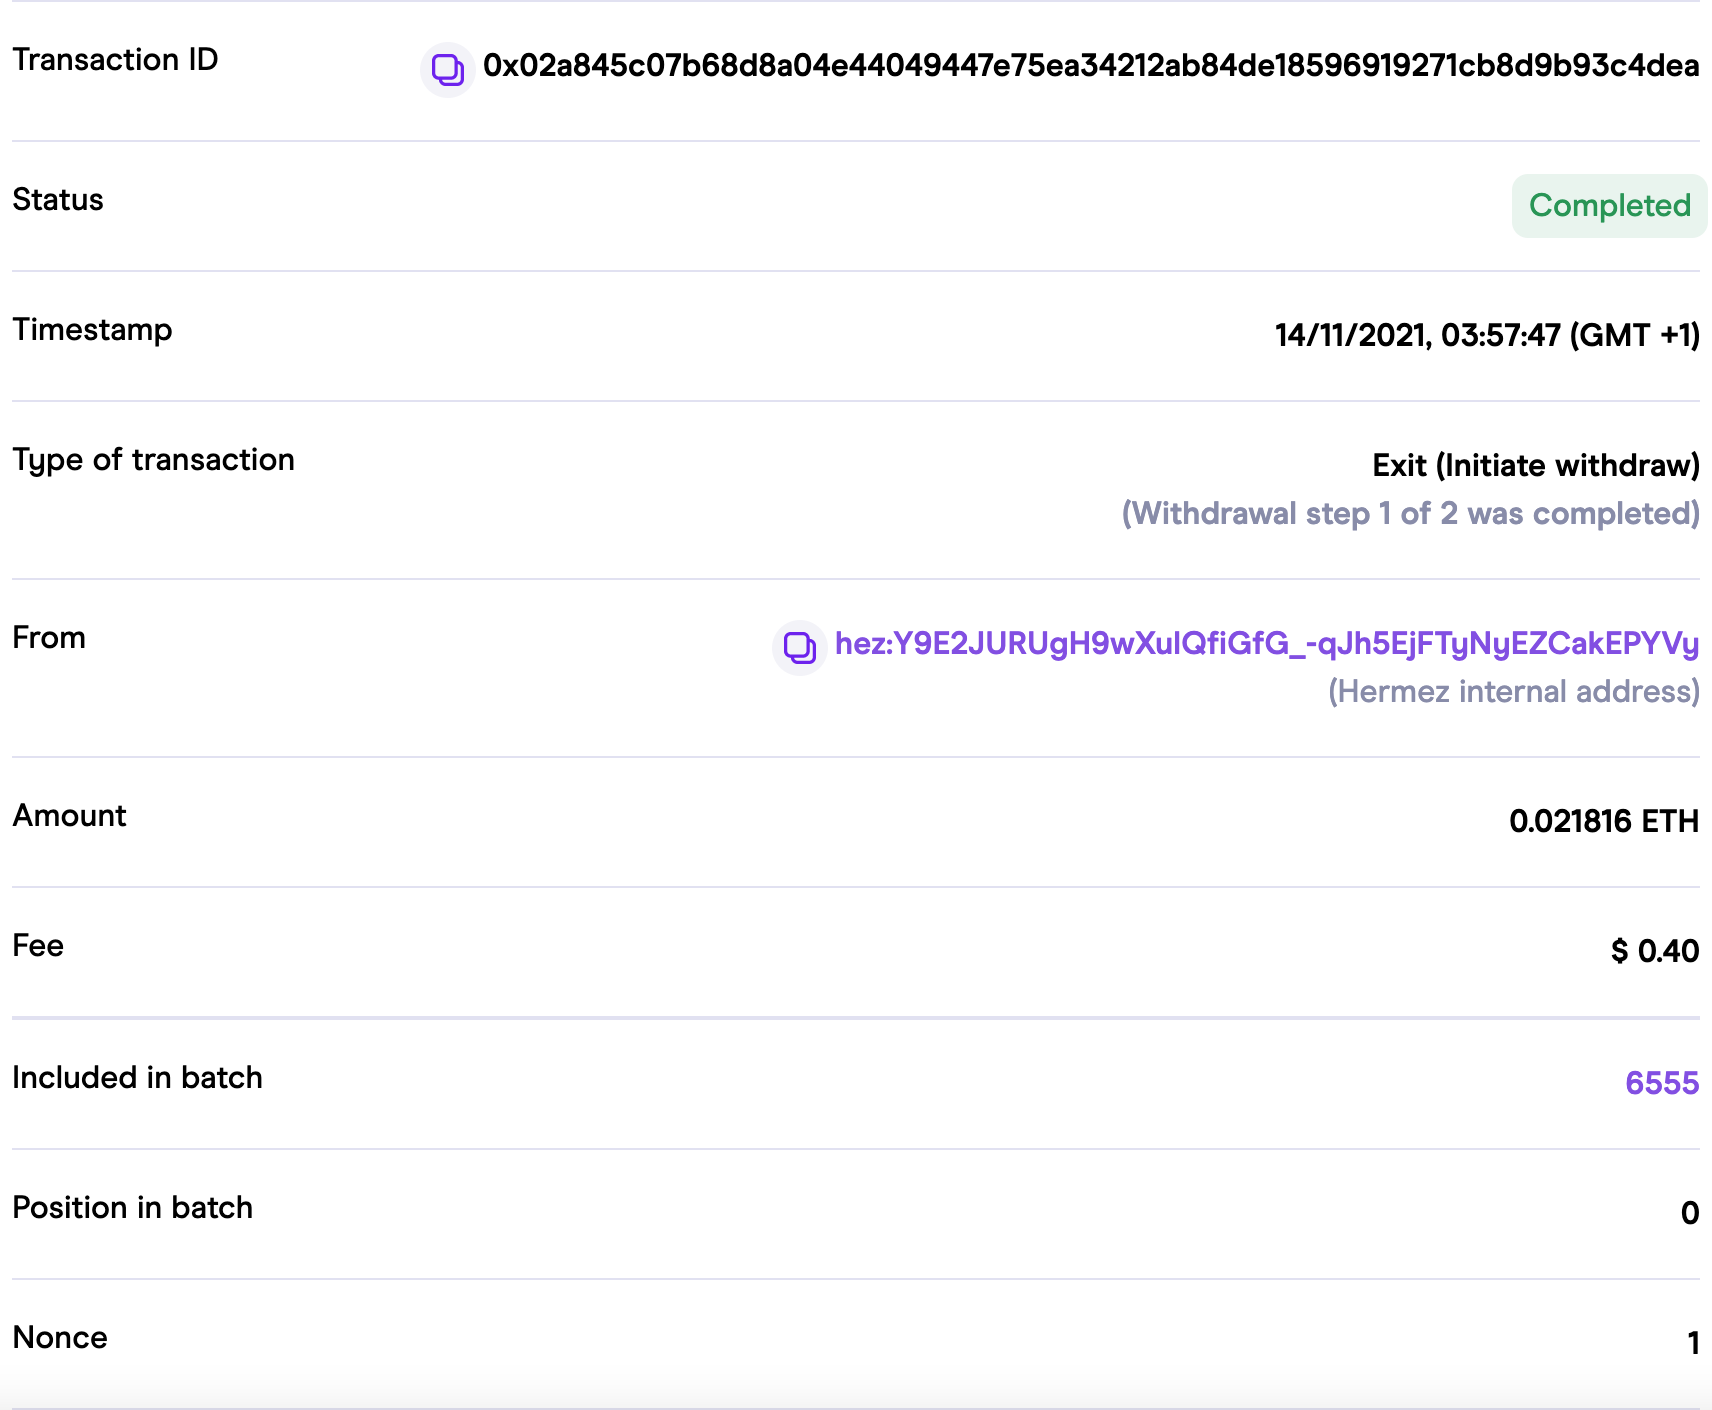 Transaction ID
0x02a845c07b68d8a04e44049447e75ea34212ab84de18596919271cb8d9b93c4dea
Status
Completed
Timestamp
14/11/2021, 03:57:47 (GMT +1)
Type of transaction
Exit (Initiate withdraw)
(Withdrawal step 1 of 2 was completed)
From
hez:Y9E2JURUgH9wXulQfiGfG_-qJh5EjFTyNyEZCakEPYVy
(Hermez internal address)
Amount
0.021816 ETH
Fee
$ 0.40
Included in batch
6555
Position in batch
0
Nonce
1